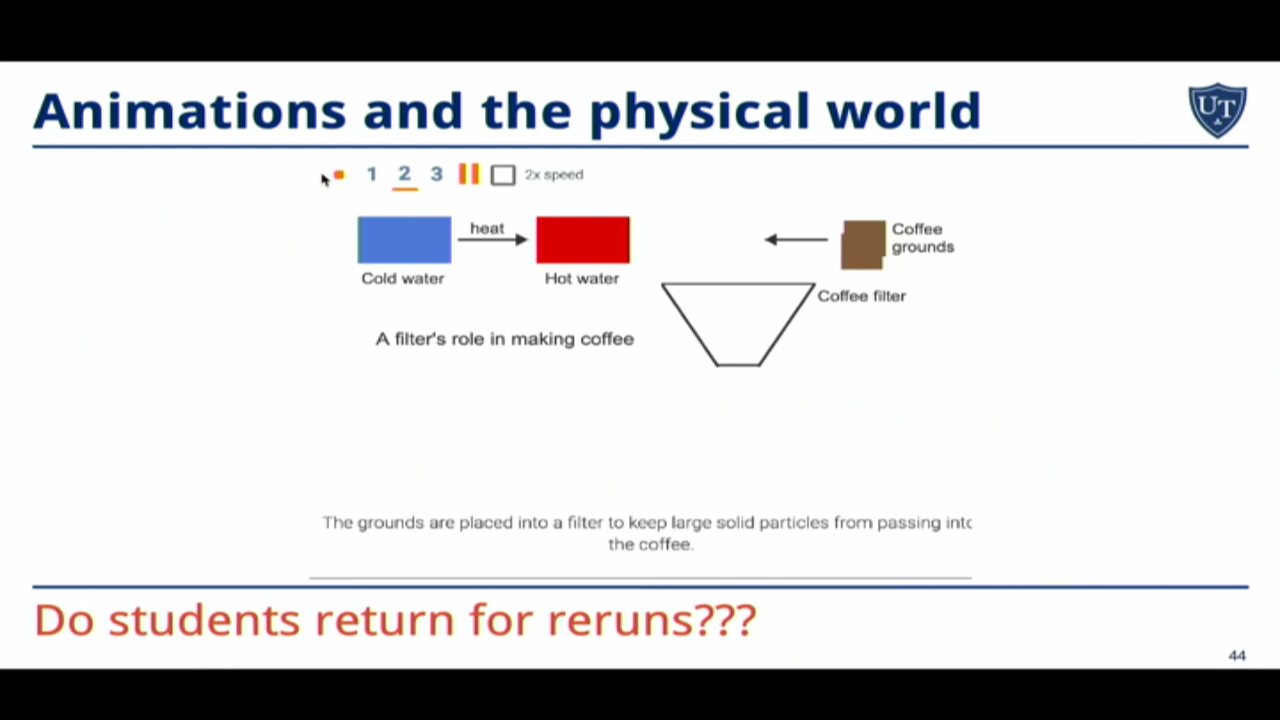 Animations and the physical world
UT
1 2 3 2x speed
heat
Cold water
Hot water
Coffee
grounds
Coffee filter
A filter's role in making coffee
The grounds are placed into a filter to keep large solid particles from passing into
the coffee.
Do students return for reruns???
44